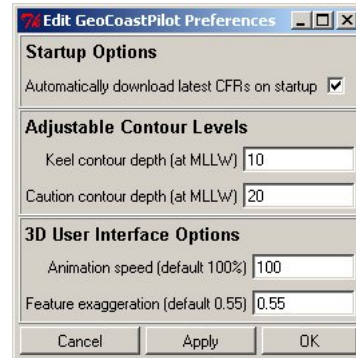 Edit GeoCoastPilot Preferences
Startup Options
Automatically download latest CFRs on startup
Adjustable Contour Levels
Keel contour depth (at MLLW) 10
Caution contour depth (at MLLW) 20
3D User Interface Options
Animation speed (default 100%) 100
Feature exaggeration (default 0.55) 0.55
Cancel Apply OK